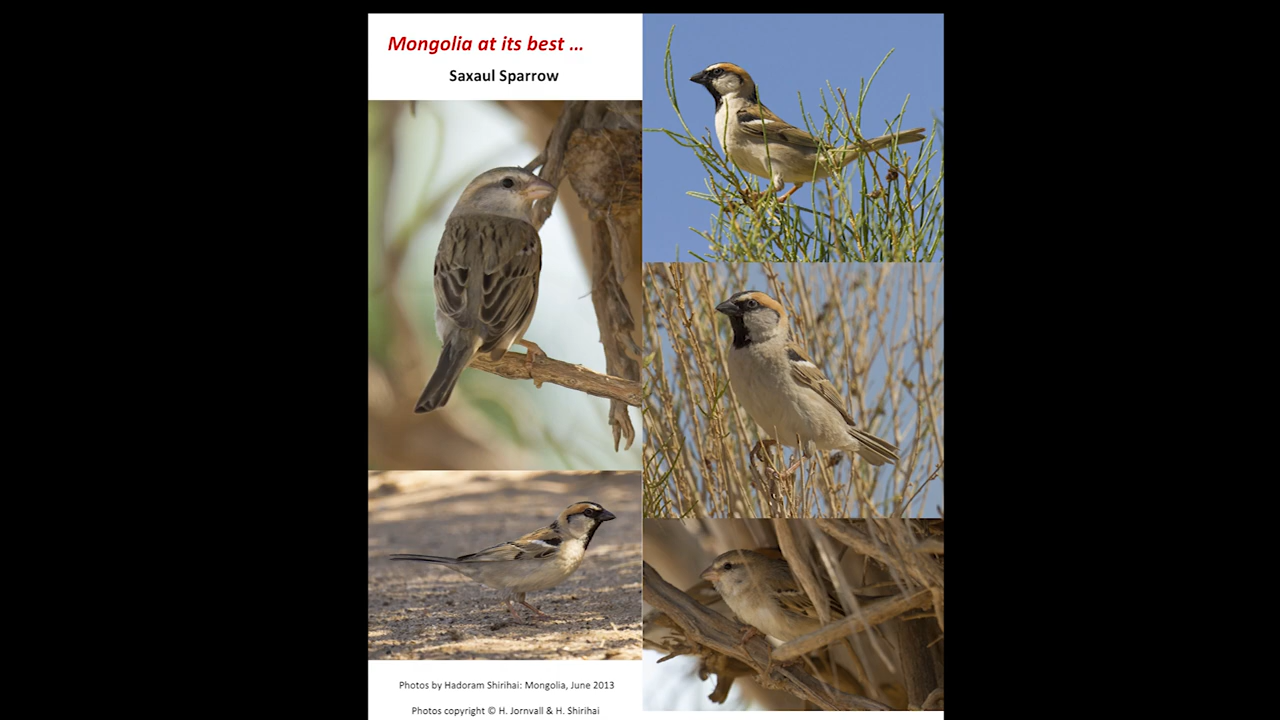 Mongolia at its best ...
Saxaul Sparrow
Photos by Hadoram Shirihai: Mongolia, June 2013
Photos copyright © H. Jornvall & H. Shirihai